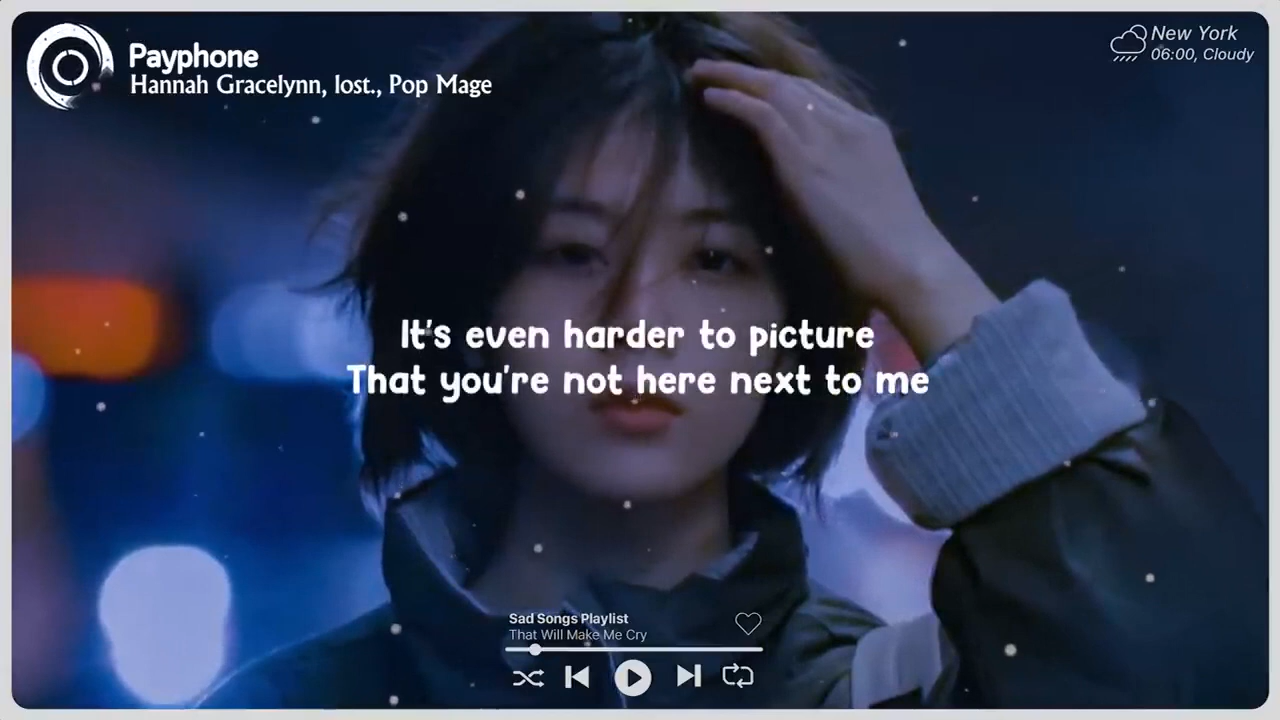 Payphone
Hannah Gracelynn, lost., Pop Mage
New York
06:00, Cloudy
It's even harder to picture
That you're not here next to me
Sad Songs Playlist
That Will Make Me Cry